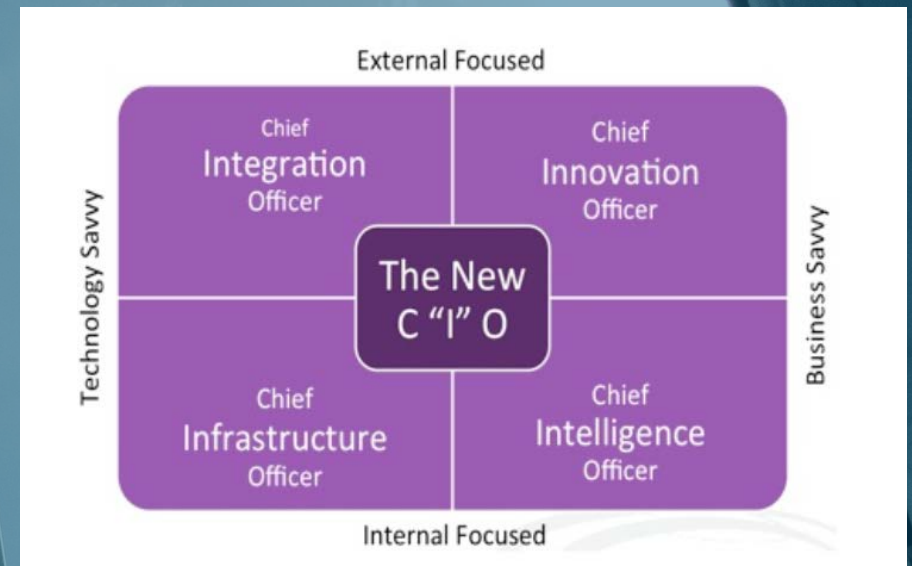 External Focused
Chief
Integration
Officer
Chief
Innovation
Officer
Technology Savvy
The New
C “I” O
Business Savvy
Chief
Infrastructure
Officer
Chief
Intelligence
Officer
Internal Focused